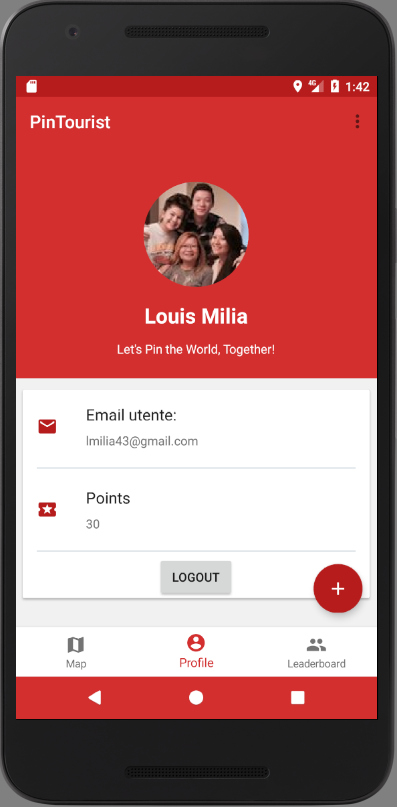 4G 1:42
PinTourist
Louis Milia
Let's Pin the World, Together!
Email utente:
lmilia43@gmail.com
Points
30
LOGOUT
+
Map Profile Leaderboard